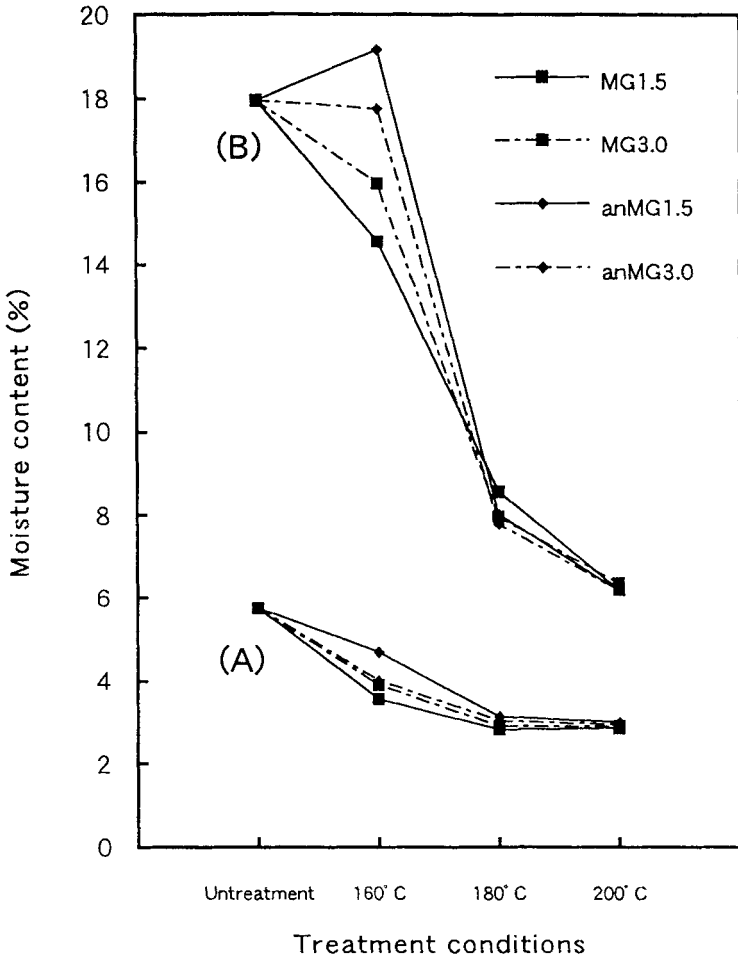 20
18
16
14
12
10
8
6
4
2
0
Moisture content (%)
(B)
(A)
MG1.5
MG3.0
anMG1.5
anMG3.0
Untreatment 160°C 180°C 200°C
Treatment conditions